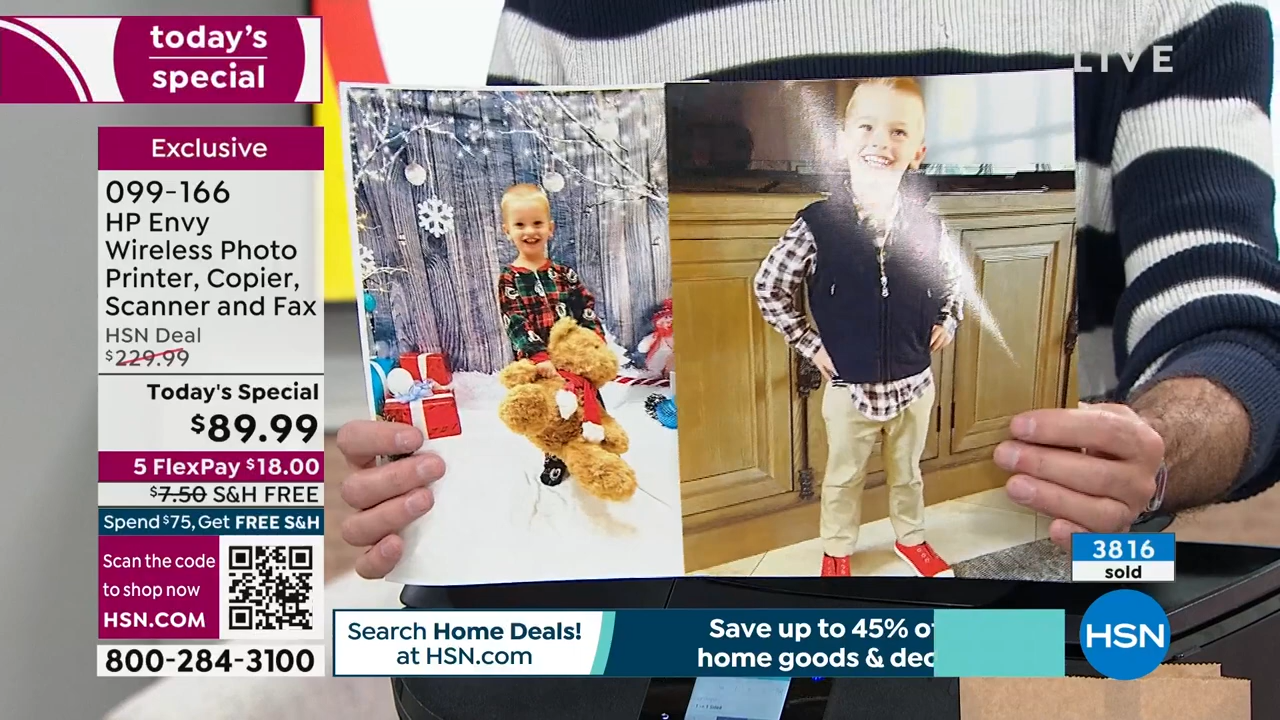 today's
special
LIVE
Exclusive
099-166
HP Envy
Wireless Photo
Printer, Copier,
Scanner and Fax
HSN Deal
$229.99
Today's Special
$89.99
5 FlexPay $18.00
$7.50 S&H FREE
Spend $75, Get FREE S&H
Scan the code
to shop now
HSN.COM
800-284-3100
3816
sold
Search Home Deals!
at HSN.com
Save up to 45% o
home goods & dec
HSN